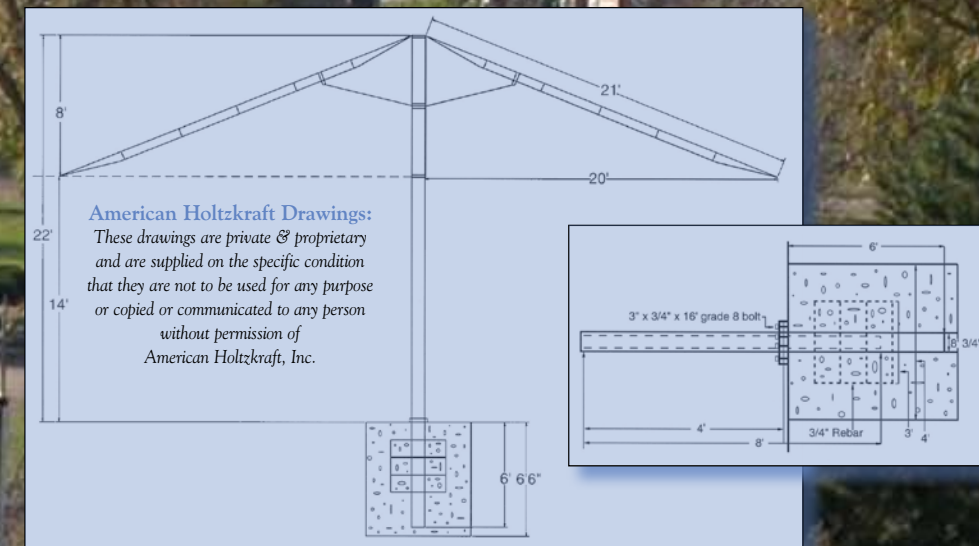 21'
8'
20'
22'
14'
American Holtzkraft Drawings:
These drawings are private & proprietary
and are supplied on the specific condition
that they are not to be used for any purpose
or copied or communicated to any person
without permission of
American Holtzkraft, Inc.
6' 6'6"
6'
3" x 3/4" x 16' grade 8 bolt
8 3/4"
4'
8'
3/4" Rebar
3'
4'